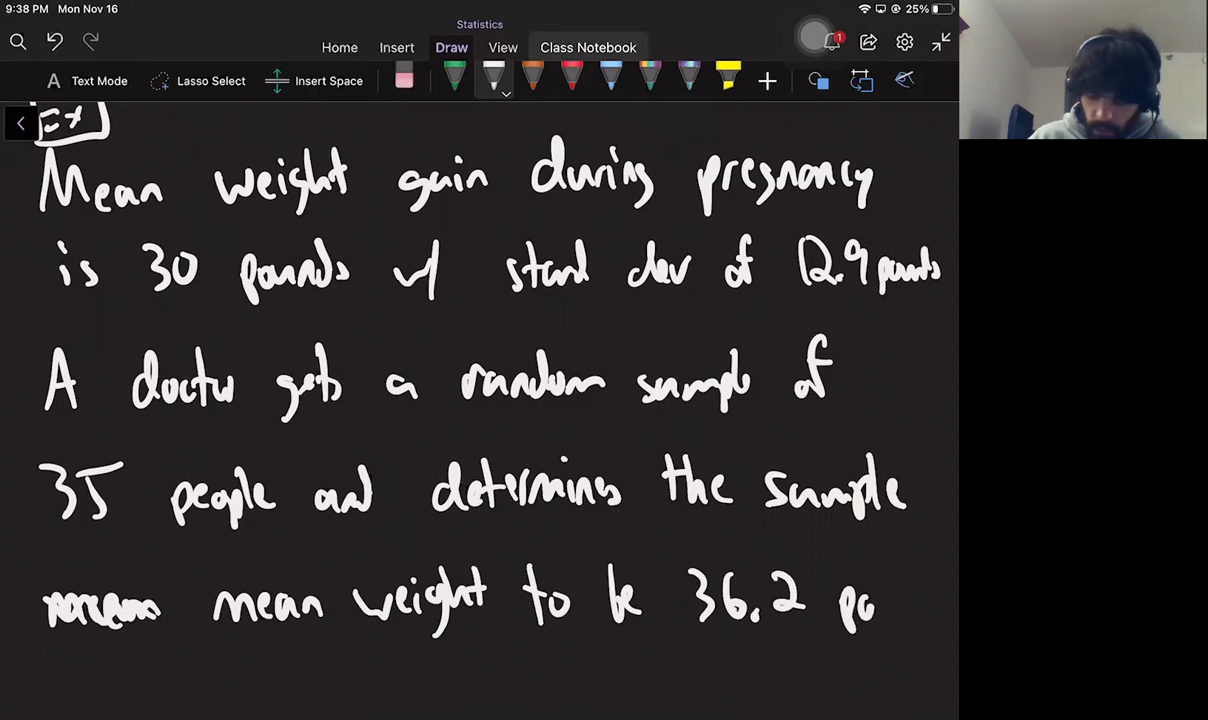 9:38 PM Mon Nov 16
25%
Statistics
Home Insert Draw View Class Notebook
1
A Text Mode Lasso Select Insert Space
Ex
Mean weight gain during pregnancy
is 30 pounds w/ stand dev of 12.9 pounds
A doctor gets a random sample of
35 people and determines the sample
mean weight to be 36.2 po